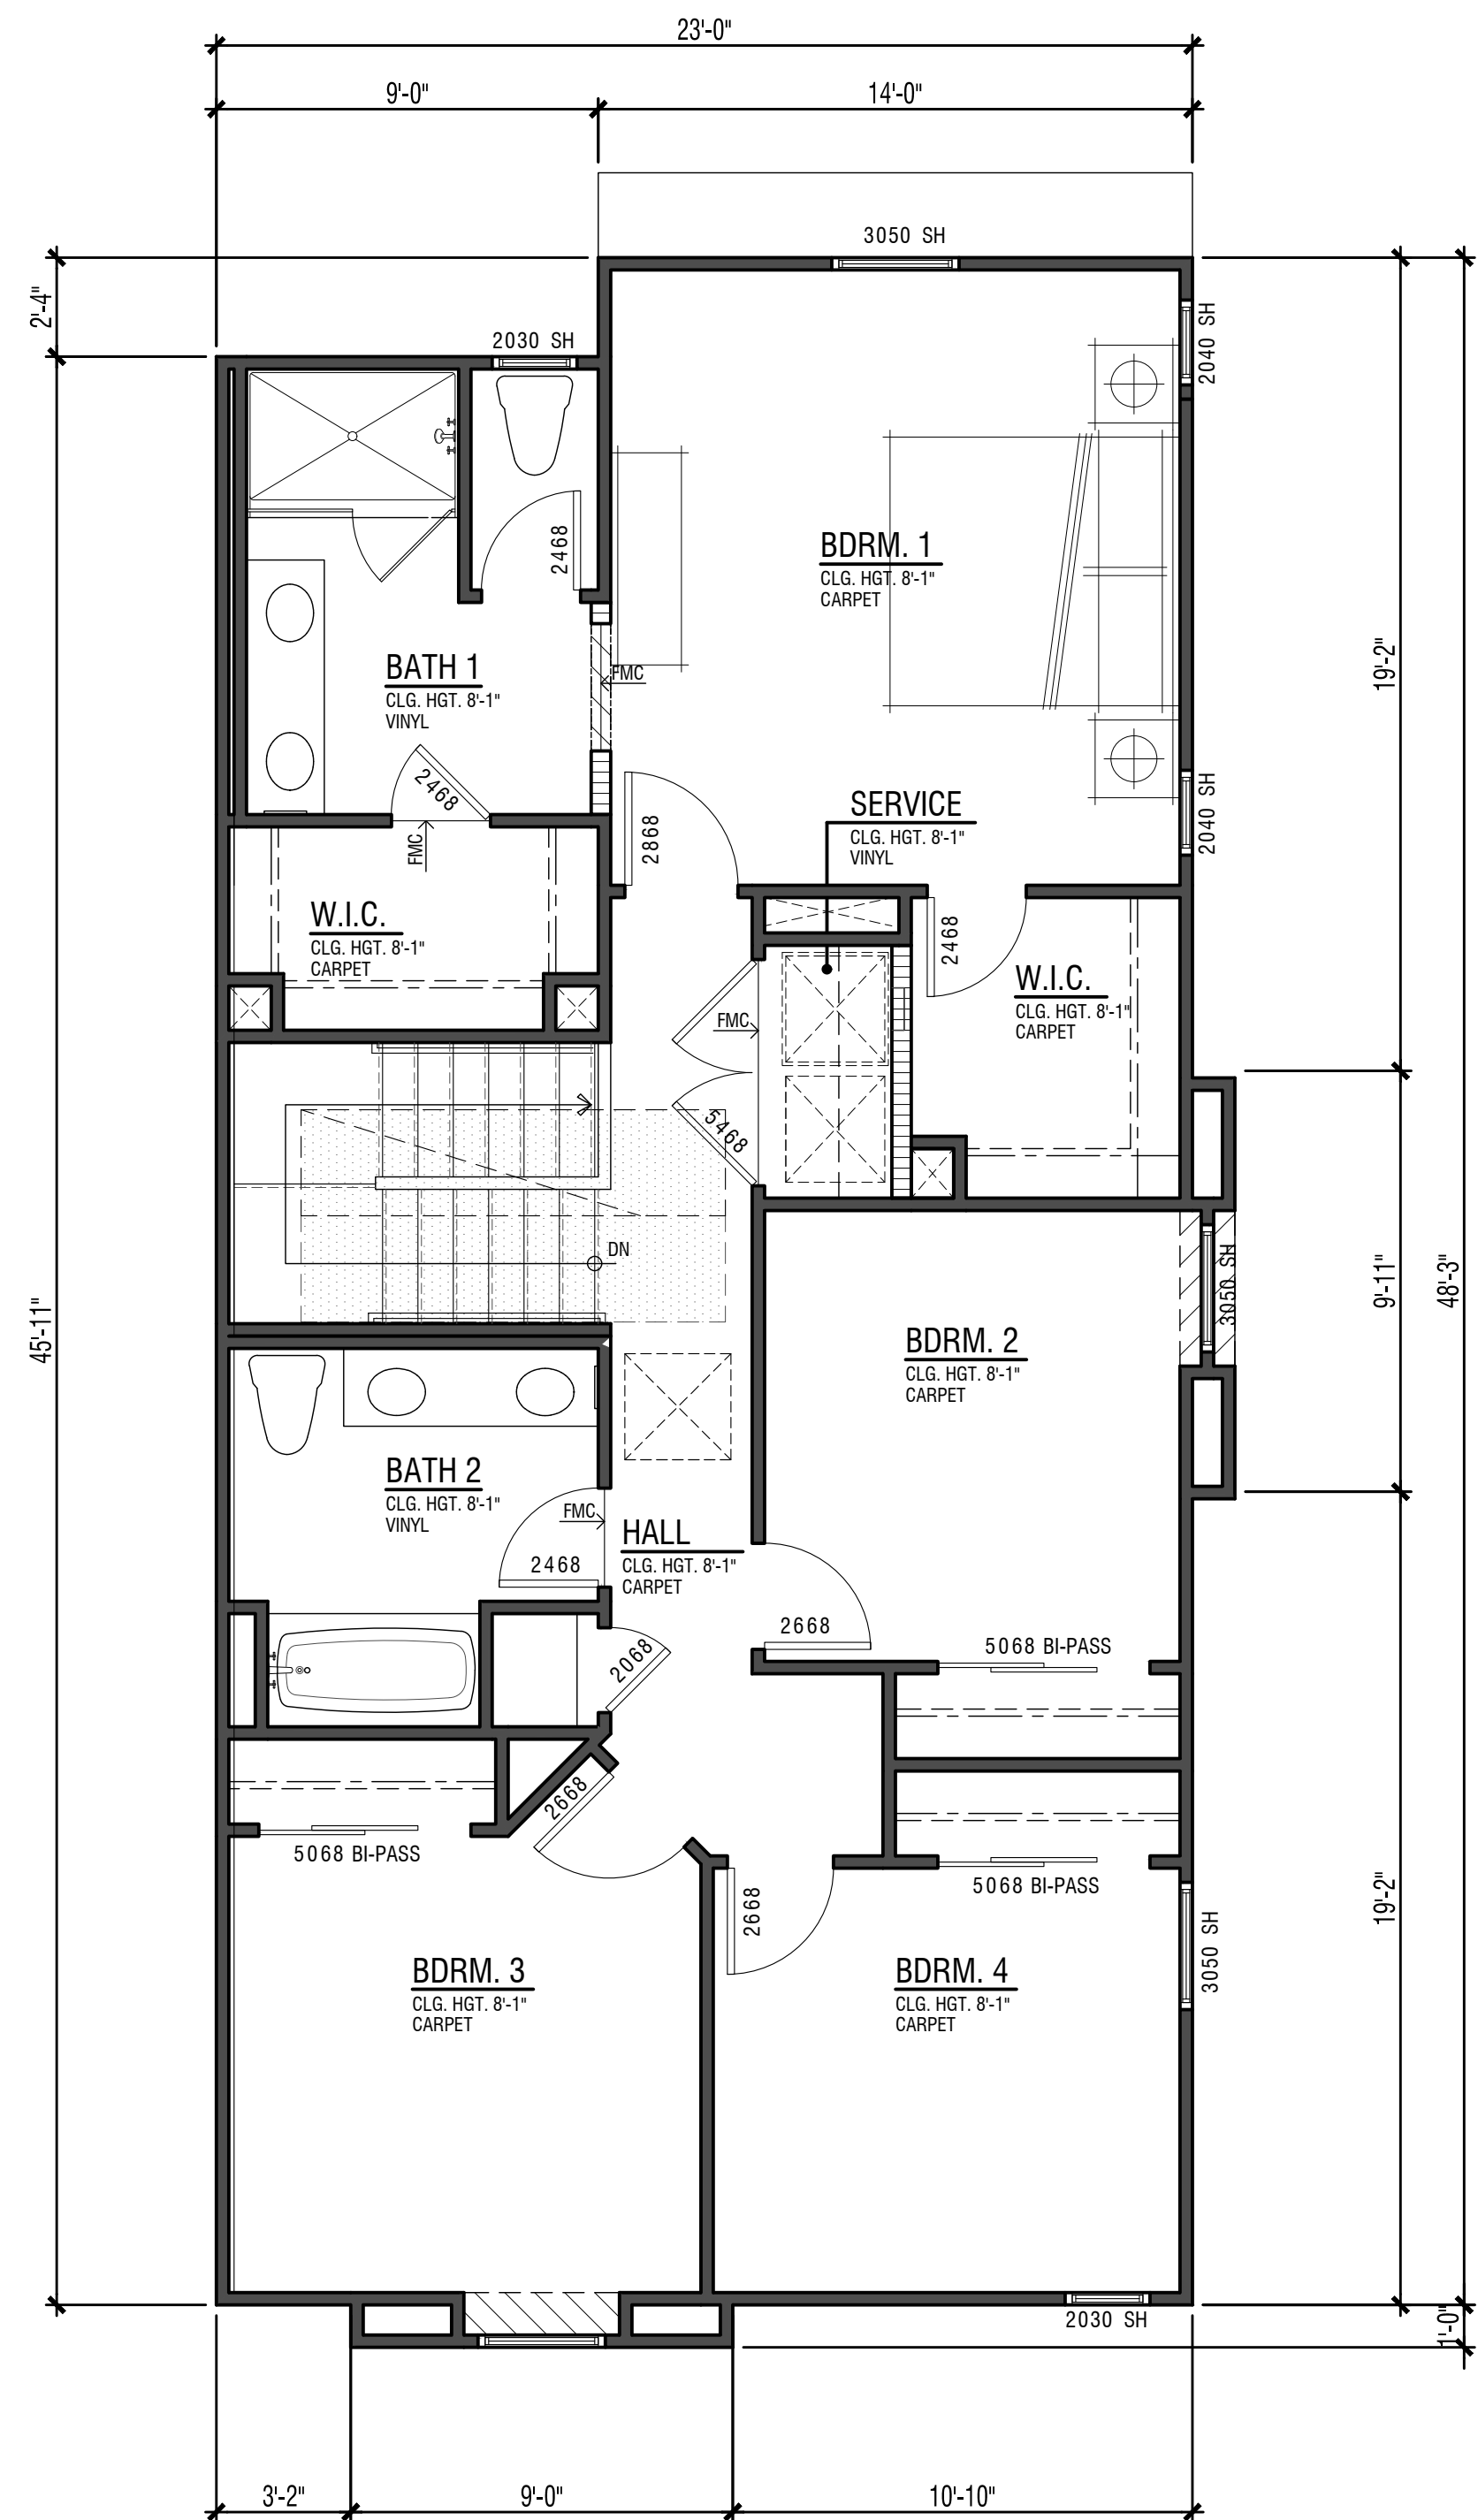 23'-0"
9'-0"
14'-0"
3050 SH
2'-4"
2030 SH
2040 SH
2468
BDRM. 1
CLG. HGT. 8'-1"
CARPET
BATH 1
CLG. HGT. 8'-1"
VINYL
FMC
19'-2"
2468
SERVICE
CLG. HGT. 8'-1"
VINYL
2040 SH
2868
FMC
W.I.C.
CLG. HGT. 8'-1"
CARPET
2468
W.I.C.
CLG. HGT. 8'-1"
CARPET
FMC
5468
DN
3050 SH
9'-11"
48'-3"
45'-11"
BDRM. 2
CLG. HGT. 8'-1"
CARPET
BATH 2
CLG. HGT. 8'-1"
VINYL
FMC
HALL
CLG. HGT. 8'-1"
CARPET
2468
2668
5068 BI-PASS
2068
2668
5068 BI-PASS
5068 BI-PASS
2668
19'-2"
3050 SH
BDRM. 3
CLG. HGT. 8'-1"
CARPET
BDRM. 4
CLG. HGT. 8'-1"
CARPET
2030 SH
1'-0"
3'-2"
9'-0"
10'-10"